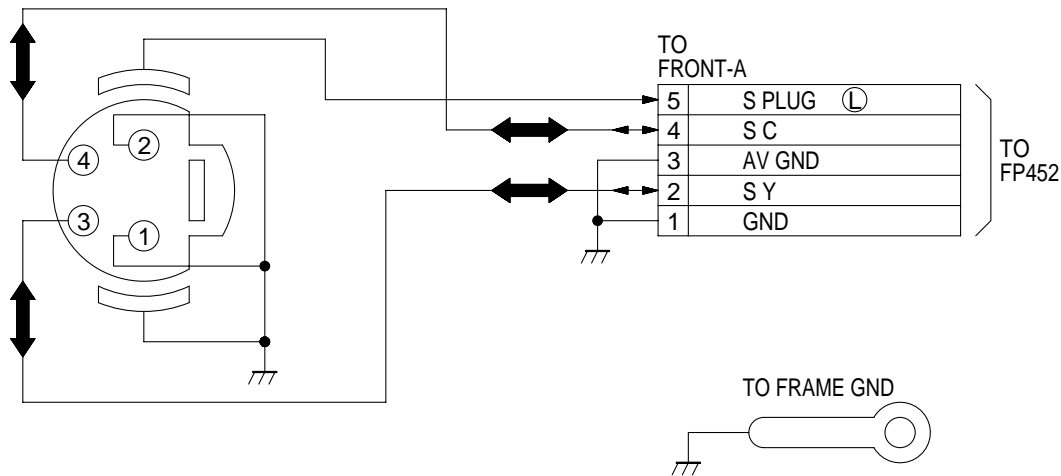 TO
FRONT-A
5 S PLUG Ⓛ
4 S C
3 AV GND
2 S Y
1 GND
TO
FP452
2
4
3
1
TO FRAME GND